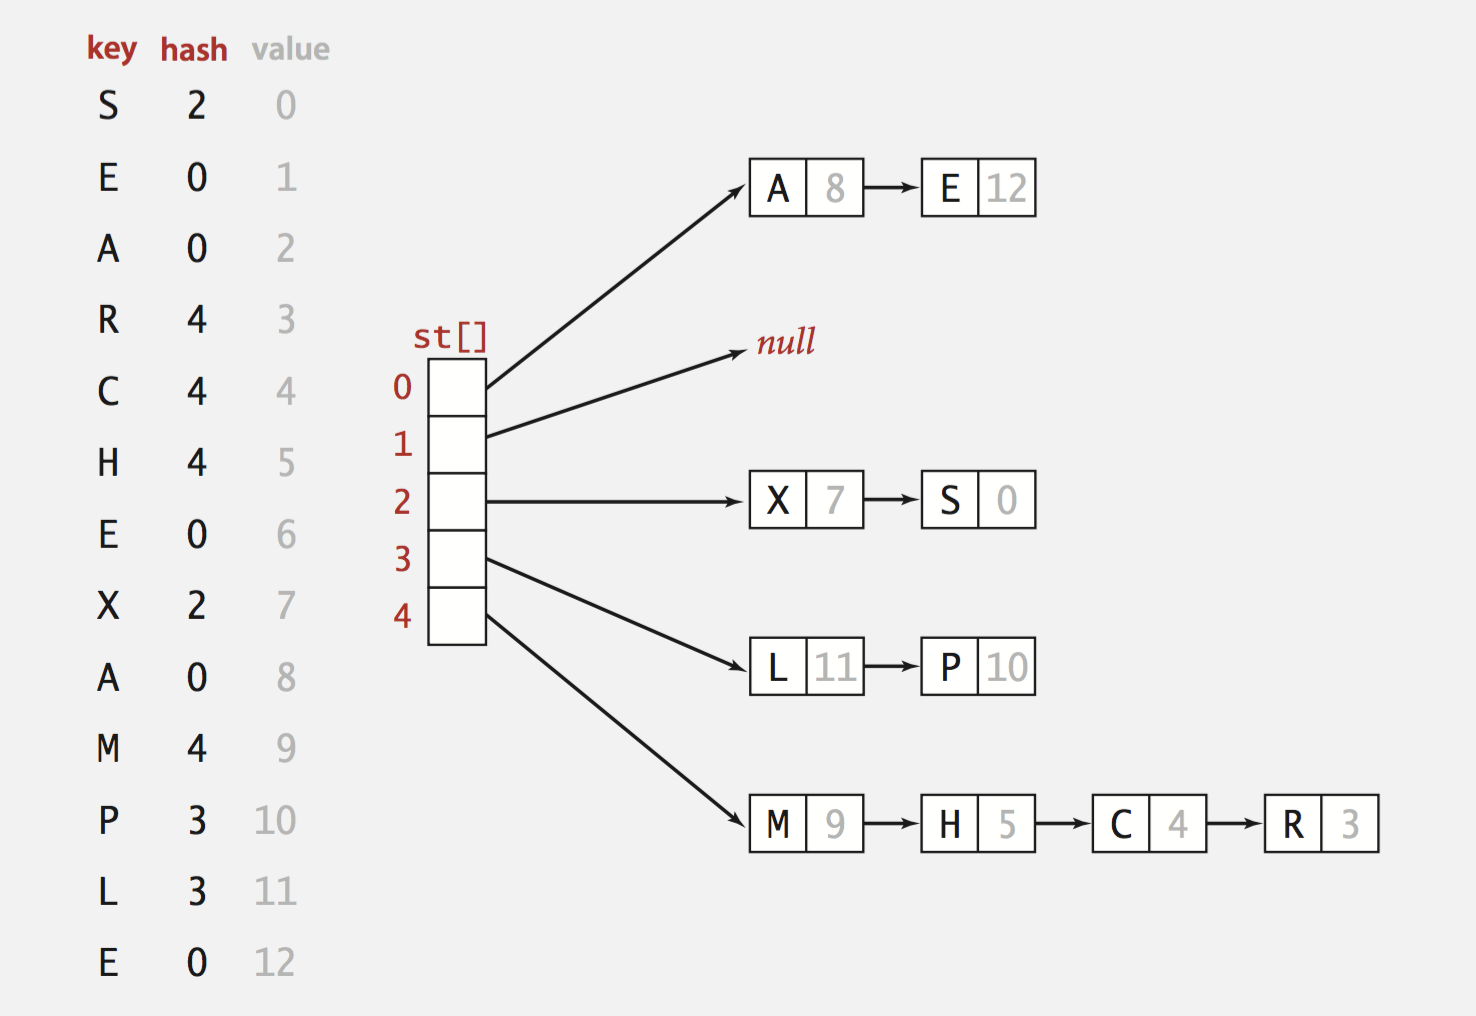 key hash value
S 2 0
E 0 1
A 0 2
R 4 3
C 4 4
H 4 5
E 0 6
X 2 7
A 0 8
M 4 9
P 3 10
L 3 11
E 0 12
st[]
0
1
2
3
4
A 8 E 12
null
X 7 S 0
L 11 P 10
M 9 H 5 C 4 R 3